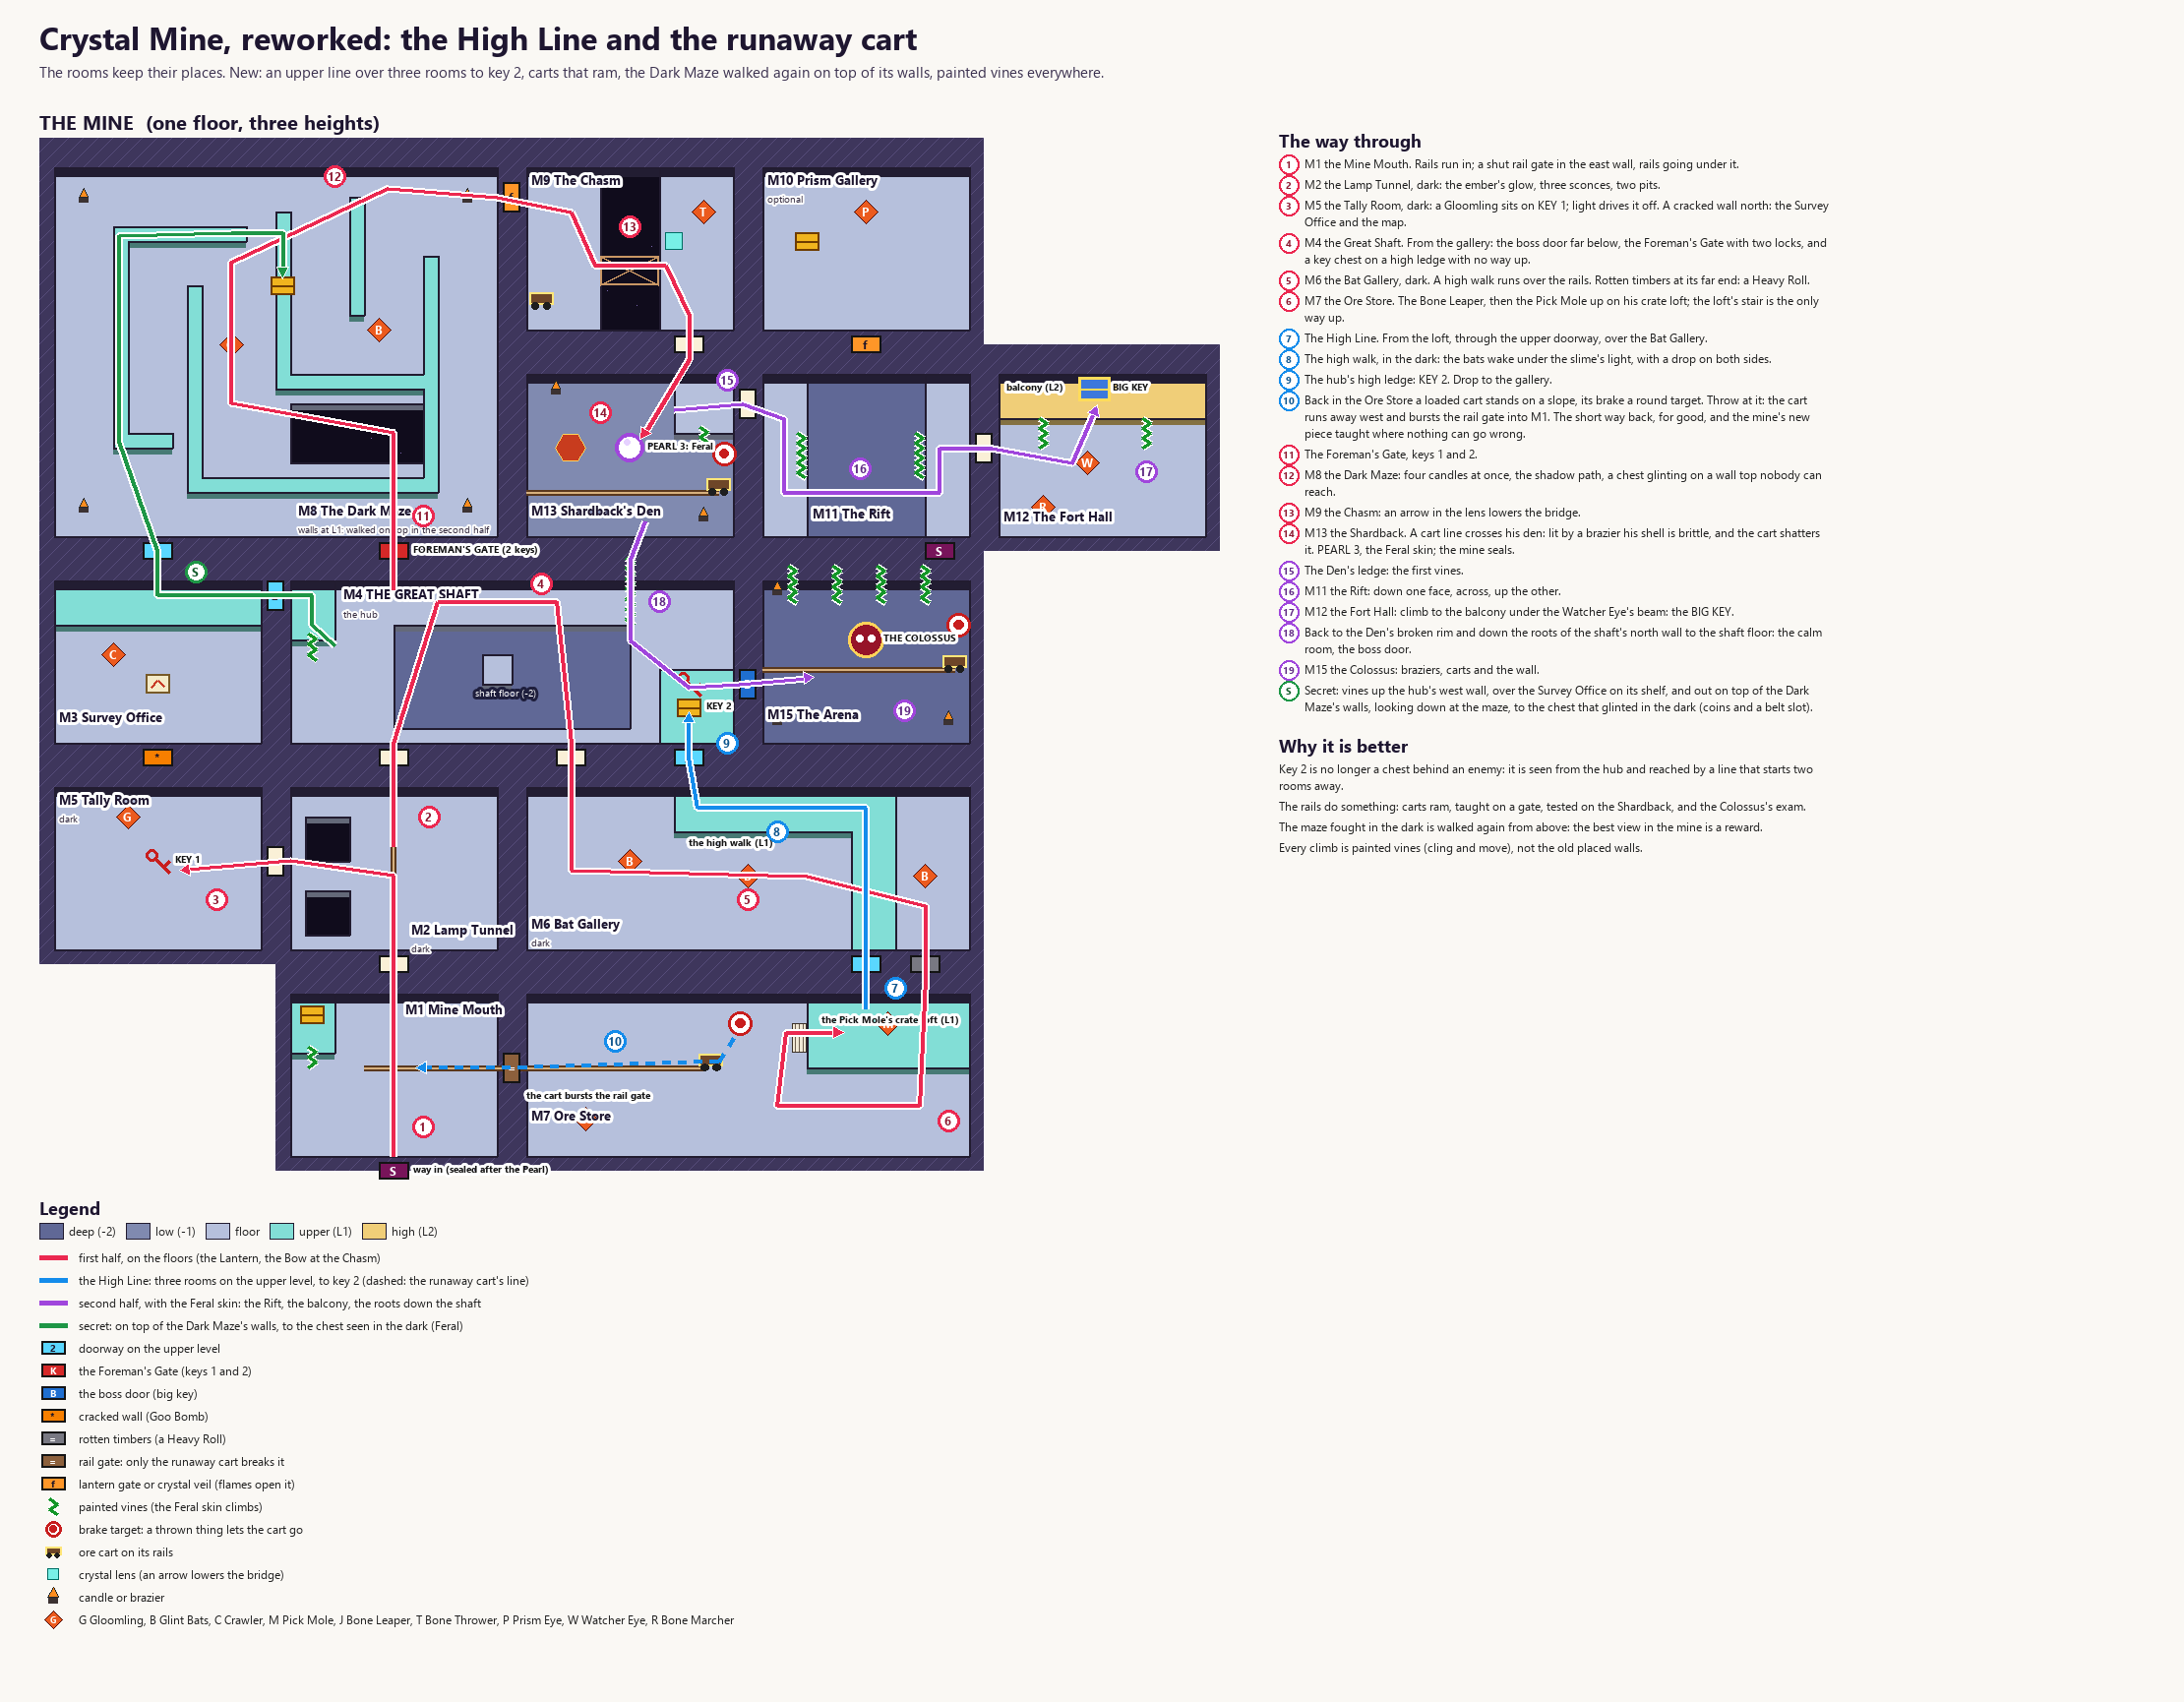 Crystal Mine, reworked: the High Line and the runaway cart
The rooms keep their places. New: an upper line over three rooms to key 2, carts that ram, the Dark Maze walked again on top of its walls, painted vines everywhere.
THE MINE (one floor, three heights)
12
M9 The Chasm
T
13
M10 Prism Gallery
optional
P
B
f
balcony (L2)
BIG KEY
15
14
PEARL 3: Feral
16
W
17
M8 The Dark Maze
11
walls at L1: walked on top in the second half
M13 Shardback's Den
M11 The Rift
M12 The Fort Hall
FOREMAN'S GATE (2 keys)
S
S
4
M4 THE GREAT SHAFT
the hub
18
THE COLOSSUS
C
shaft floor (-2)
KEY 2
M3 Survey Office
M15 The Arena
19
9
*
M5 Tally Room
dark
G
2
8
the high walk (L1)
KEY 1
B
B
3
5
M2 Lamp Tunnel
dark
M6 Bat Gallery
dark
7
M1 Mine Mouth
the Pick Mole's crate loft (L1)
10
=
the cart bursts the rail gate
M7 Ore Store
1
6
S
way in (sealed after the Pearl)
The way through
1 M1 the Mine Mouth. Rails run in; a shut rail gate in the east wall, rails going under it.
2 M2 the Lamp Tunnel, dark: the ember's glow, three sconces, two pits.
3 M5 the Tally Room, dark: a Gloomling sits on KEY 1; light drives it off. A cracked wall north: the Survey
Office and the map.
4 M4 the Great Shaft. From the gallery: the boss door far below, the Foreman's Gate with two locks, and
a key chest on a high ledge with no way up.
5 M6 the Bat Gallery, dark. A high walk runs over the rails. Rotten timbers at its far end: a Heavy Roll.
6 M7 the Ore Store. The Bone Leaper, then the Pick Mole up on his crate loft; the loft's stair is the only
way up.
7 The High Line. From the loft, through the upper doorway, over the Bat Gallery.
8 The high walk, in the dark: the bats wake under the slime's light, with a drop on both sides.
9 The hub's high ledge: KEY 2. Drop to the gallery.
10 Back in the Ore Store a loaded cart stands on a slope, its brake a round target. Throw at it: the cart
runs away west and bursts the rail gate into M1. The short way back, for good, and the mine's new
piece taught where nothing can go wrong.
11 The Foreman's Gate, keys 1 and 2.
12 M8 the Dark Maze: four candles at once, the shadow path, a chest glinting on a wall top nobody can
reach.
13 M9 the Chasm: an arrow in the lens lowers the bridge.
14 M13 the Shardback. A cart line crosses his den: lit by a brazier his shell is brittle, and the cart shatters
it. PEARL 3, the Feral skin; the mine seals.
15 The Den's ledge: the first vines.
16 M11 the Rift: down one face, across, up the other.
17 M12 the Fort Hall: climb to the balcony under the Watcher Eye's beam: the BIG KEY.
18 Back to the Den's broken rim and down the roots of the shaft's north wall to the shaft floor: the calm
room, the boss door.
19 M15 the Colossus: braziers, carts and the wall.
S Secret: vines up the hub's west wall, over the Survey Office on its shelf, and out on top of the Dark
Maze's walls, looking down at the maze, to the chest that glinted in the dark (coins and a belt slot).
Why it is better
Key 2 is no longer a chest behind an enemy: it is seen from the hub and reached by a line that starts two
rooms away.
The rails do something: carts ram, taught on a gate, tested on the Shardback, and the Colossus's exam.
The maze fought in the dark is walked again from above: the best view in the mine is a reward.
Every climb is painted vines (cling and move), not the old placed walls.
Legend
deep (-2) low (-1) floor upper (L1) high (L2)
first half, on the floors (the Lantern, the Bow at the Chasm)
the High Line: three rooms on the upper level, to key 2 (dashed: the runaway cart's line)
second half, with the Feral skin: the Rift, the balcony, the roots down the shaft
secret: on top of the Dark Maze's walls, to the chest seen in the dark (Feral)
2 doorway on the upper level
K the Foreman's Gate (keys 1 and 2)
B the boss door (big key)
* cracked wall (Goo Bomb)
= rotten timbers (a Heavy Roll)
= rail gate: only the runaway cart breaks it
f lantern gate or crystal veil (flames open it)
painted vines (the Feral skin climbs)
brake target: a thrown thing lets the cart go
ore cart on its rails
crystal lens (an arrow lowers the bridge)
candle or brazier
G G Gloomling, B Glint Bats, C Crawler, M Pick Mole, J Bone Leaper, T Bone Thrower, P Prism Eye, W Watcher Eye, R Bone Marcher